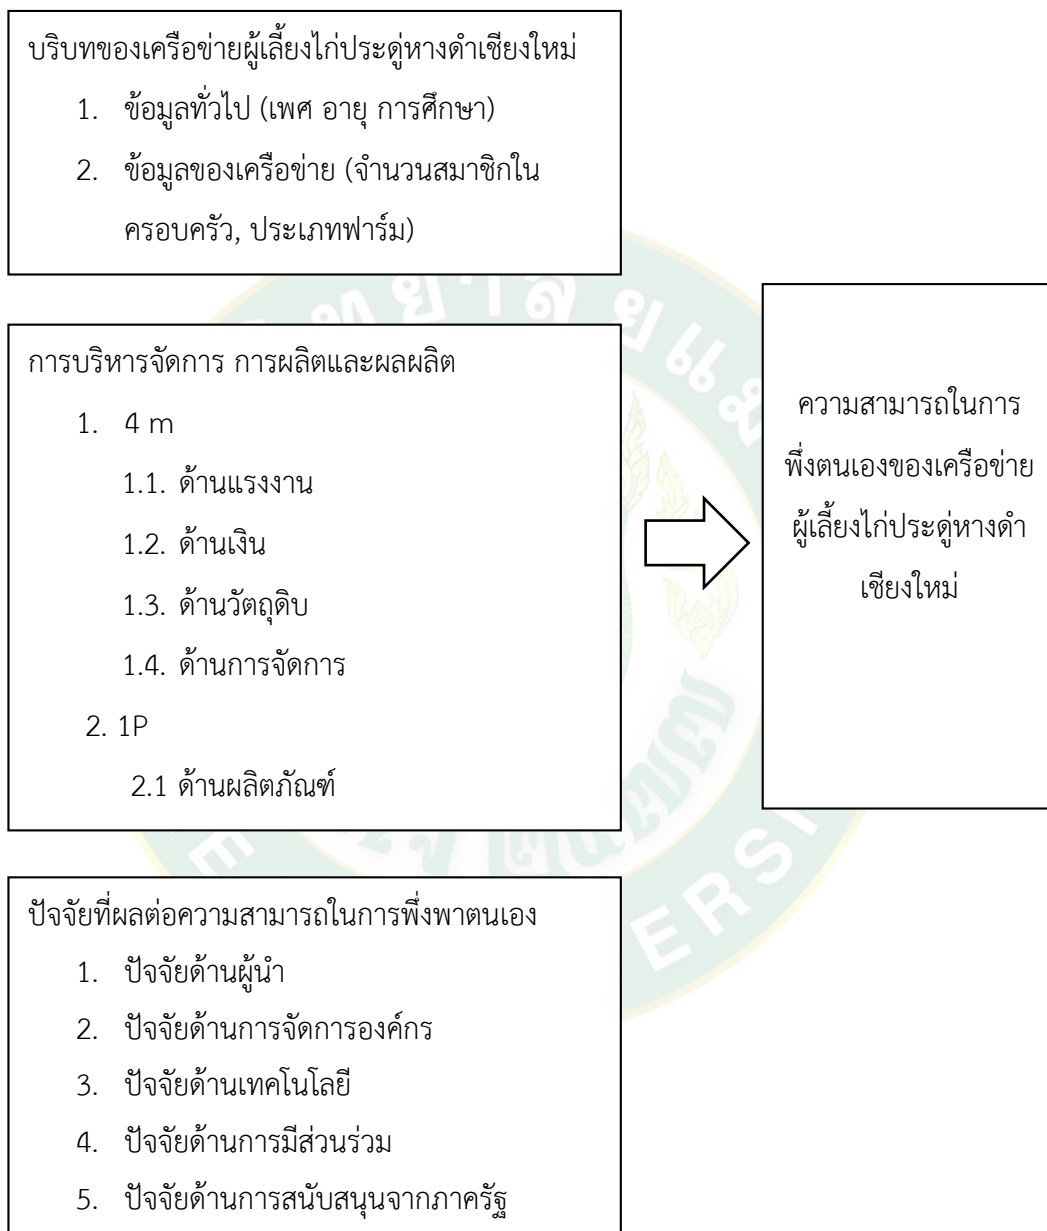 บริบทของเครือข่ายผู้เลี้ยงไก่ประดู่หางดำเชียงใหม่
1. ข้อมูลทั่วไป (เพศ อายุ การศึกษา)
2. ข้อมูลของเครือข่าย (จำนวนสมาชิกใน
ครอบครัว, ประเภทฟาร์ม)
การบริหารจัดการ การผลิตและผลผลิต
1. 4 m
1.1. ด้านแรงงาน
1.2. ด้านเงิน
1.3. ด้านวัตถุดิบ
1.4. ด้านการจัดการ
2. 1P
2.1 ด้านผลิตภัณฑ์
ปัจจัยที่ผลต่อความสามารถในการพึ่งพาตนเอง
1. ปัจจัยด้านผู้นำ
2. ปัจจัยด้านการจัดการองค์กร
3. ปัจจัยด้านเทคโนโลยี
4. ปัจจัยด้านการมีส่วนร่วม
5. ปัจจัยด้านการสนับสนุนจากภาครัฐ
ความสามารถในการ
พึ่งตนเองของเครือข่าย
ผู้เลี้ยงไก่ประดู่หางดำ
เชียงใหม่